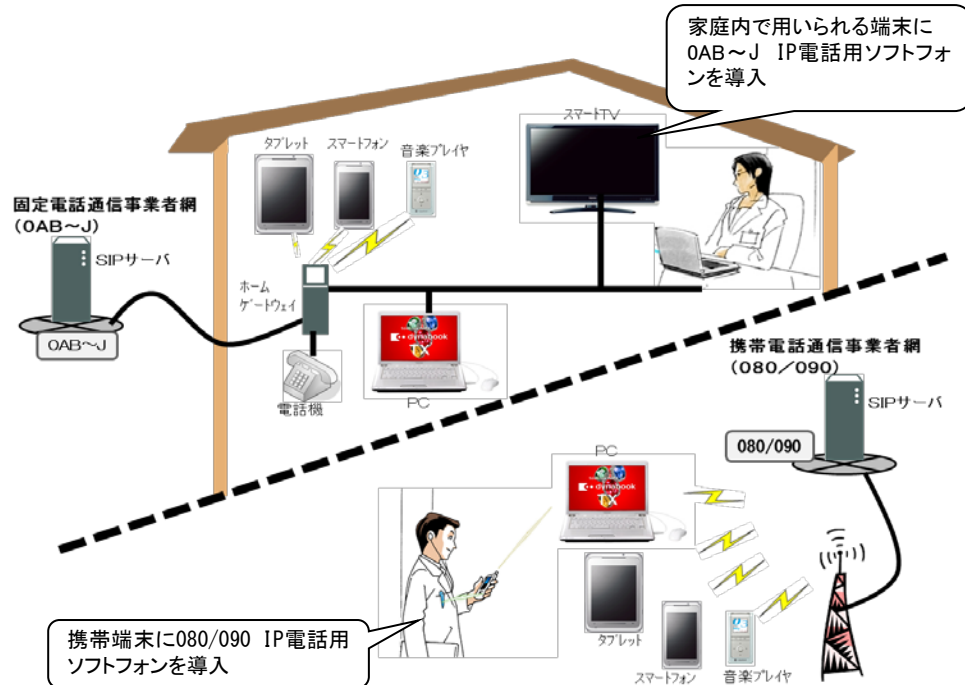 家庭内で用いられる端末に
0AB～J IP電話用ソフトフォ
ンを導入
スマートTV
タブレット
スマートフォン
音楽プレイヤ
固定電話通信事業者網
(0AB～J)
SIPサーバ
0AB～J
ホーム
ゲートウェイ
電話機
dynabook
TX
PC
携帯電話通信事業者網
(080/090)
SIPサーバ
080/090
PC
dynabook
TX
タブレット
スマートフォン
音楽プレイヤ
携帯端末に080/090 IP電話用
ソフトフォンを導入